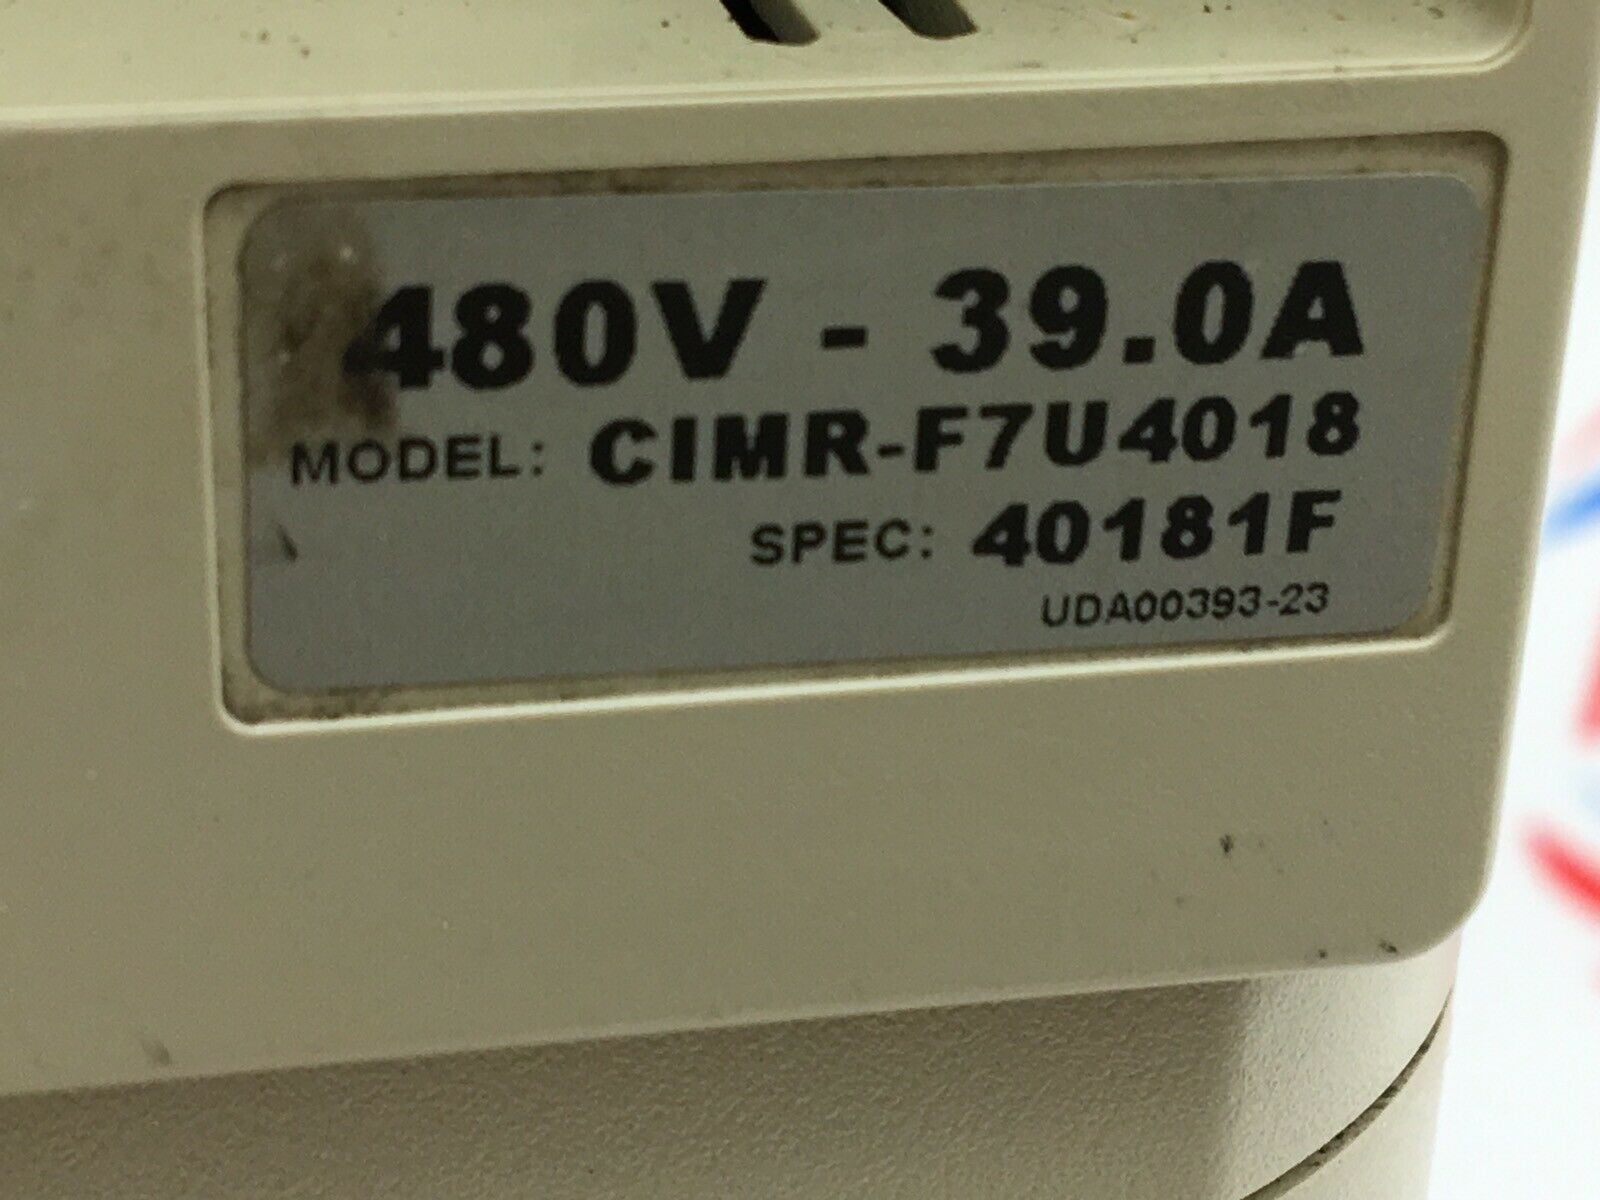 480V - 39.0A
MODEL: CIMR-F7U4018
SPEC: 40181F
UDA00393-23